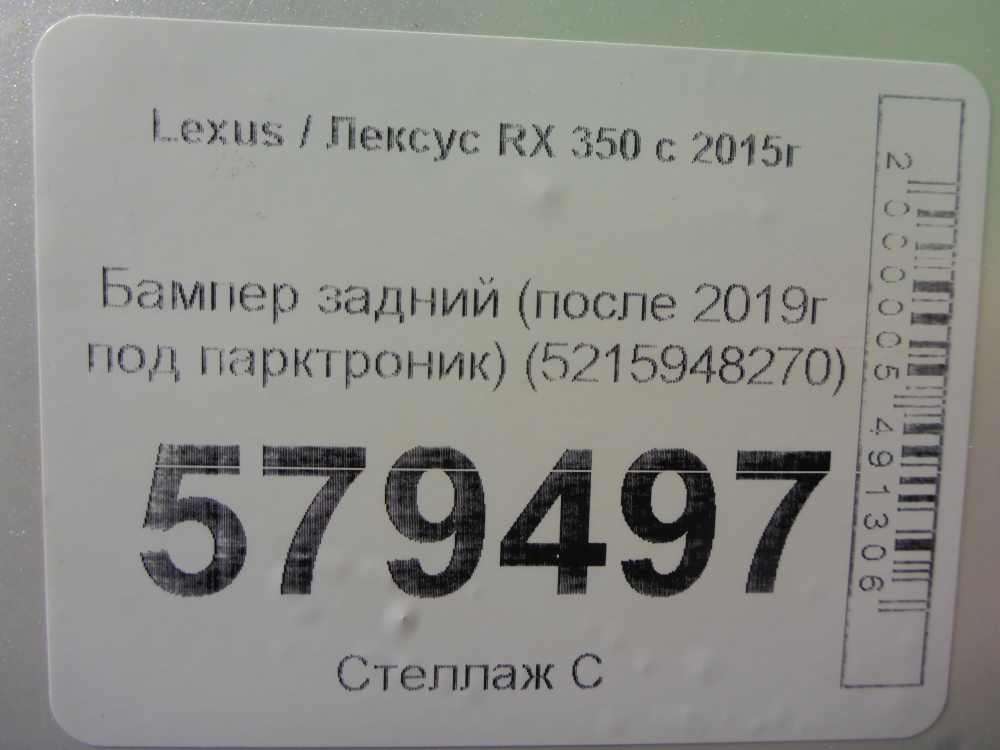 Lexus / Лексус RX 350 с 2015г
Бампер задний (после 2019г
под парктроник) (5215948270)
579497
Стеллаж С
2000005491306